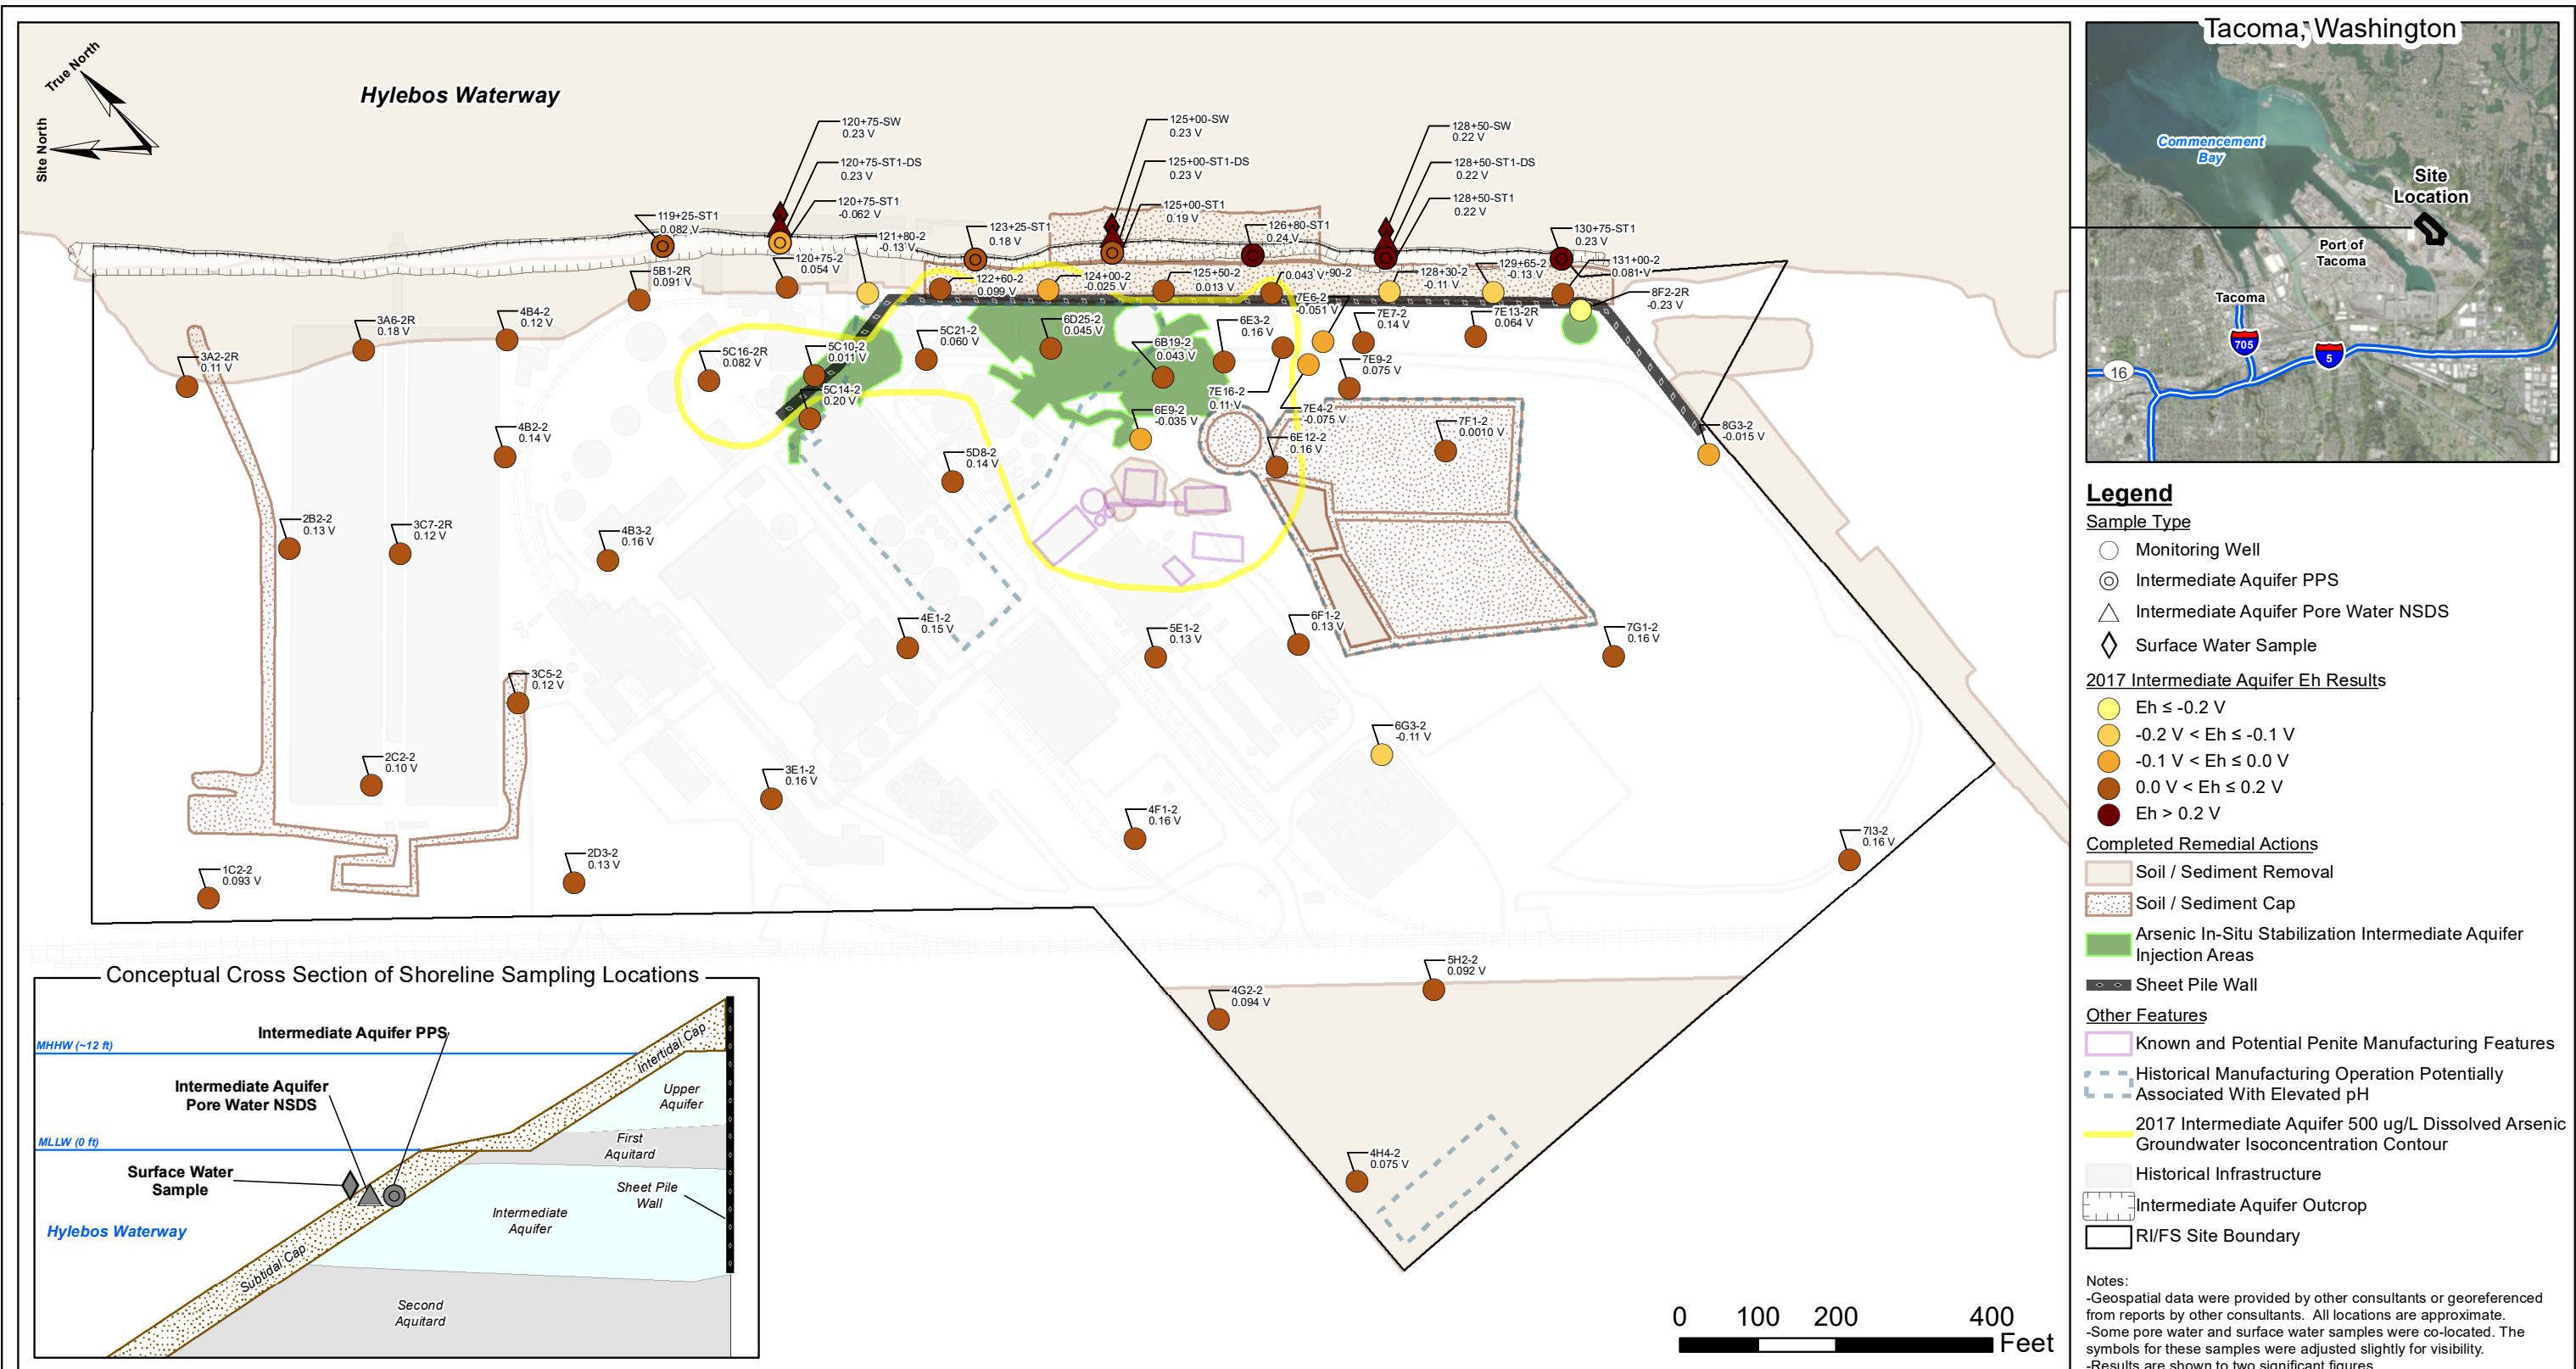 True North
Site North
Hylebos Waterway
120+75-SW
0.23 V
120+75-ST1-DS
0.23 V
120+75-ST1
-0.062 V
125+00-SW
0.23 V
125+00-ST1-DS
0.23 V
125+00-ST1
0.19 V
128+50-SW
0.22 V
128+50-ST1-DS
0.22 V
128+50-ST1
0.22 V
119+25-ST1
0.082 V
121+80-2
-0.13 V
123+25-ST1
0.18 V
126+80-ST1
0.24 V
130+75-ST1
0.23 V
5B1-2R
0.091 V
120+75-2
0.054 V
122+60-2
0.099 V
124+00-2
-0.025 V
125+50-2
0.013 V
0.043 V
90-2
128+30-2
-0.11 V
129+65-2
-0.13 V
131+00-2
0.081 V
8F2-2R
-0.23 V
3A2-2R
0.11 V
3A6-2R
0.18 V
4B4-2
0.12 V
5C16-2R
0.082 V
5C10-2
0.011 V
5C14-2
0.20 V
5C21-2
0.060 V
6D25-2
0.045 V
6B19-2
0.043 V
6E3-2
0.16 V
7E6-2
-0.051 V
7E7-2
0.14 V
7E13-2R
0.064 V
7E9-2
0.075 V
7E16-2
0.11 V
7E4-2
-0.075 V
6E9-2
-0.035 V
6E12-2
0.16 V
7F1-2
0.0010 V
8G3-2
-0.015 V
4B2-2
0.14 V
5D8-2
0.14 V
2B2-2
0.13 V
3C7-2R
0.12 V
4B3-2
0.16 V
4E1-2
0.15 V
5E1-2
0.13 V
6F1-2
0.13 V
7G1-2
0.16 V
3C5-2
0.12 V
6G3-2
-0.11 V
2C2-2
0.10 V
3E1-2
0.16 V
4F1-2
0.16 V
7I3-2
0.16 V
1C2-2
0.093 V
2D3-2
0.13 V
5H2-2
0.092 V
4G2-2
0.094 V
4H4-2
0.075 V
Conceptual Cross Section of Shoreline Sampling Locations
Intermediate Aquifer PPS
MHHW (~12 ft)
Intermediate Aquifer
Pore Water NSDS
MLLW (0 ft)
Surface Water
Sample
Hylebos Waterway
Intertidal Cap
Subtidal Cap
Upper
Aquifer
First
Aquitard
Sheet Pile
Wall
Intermediate
Aquifer
Second
Aquitard
0 100 200 400
Feet
Tacoma, Washington
Commencement
Bay
Site
Location
Port of
Tacoma
Tacoma
705
5
16
Legend
Sample Type
Monitoring Well
Intermediate Aquifer PPS
Intermediate Aquifer Pore Water NSDS
Surface Water Sample
2017 Intermediate Aquifer Eh Results
Eh ≤ -0.2 V
-0.2 V < Eh ≤ -0.1 V
-0.1 V < Eh ≤ 0.0 V
0.0 V < Eh ≤ 0.2 V
Eh > 0.2 V
Completed Remedial Actions
Soil / Sediment Removal
Soil / Sediment Cap
Arsenic In-Situ Stabilization Intermediate Aquifer
Injection Areas
Sheet Pile Wall
Other Features
Known and Potential Penite Manufacturing Features
Historical Manufacturing Operation Potentially
Associated With Elevated pH
2017 Intermediate Aquifer 500 ug/L Dissolved Arsenic
Groundwater Isoconcentration Contour
Historical Infrastructure
Intermediate Aquifer Outcrop
RI/FS Site Boundary
Notes:
-Geospatial data were provided by other consultants or georeferenced
from reports by other consultants. All locations are approximate.
-Some pore water and surface water samples were co-located. The
symbols for these samples were adjusted slightly for visibility.
-Results are shown to two significant figures.